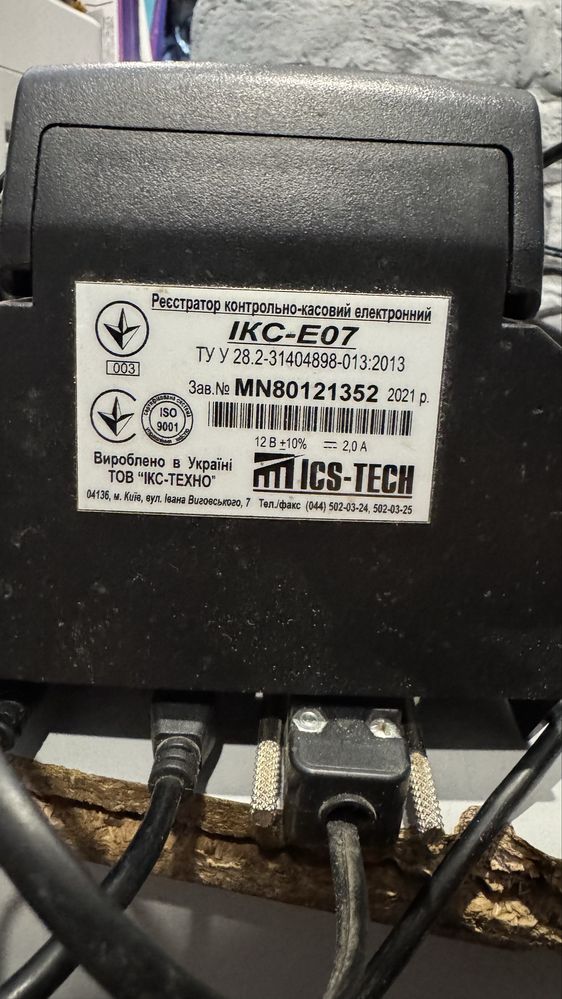 Реєстратор контрольно-касовий електронний
ІКС-Е07
ТУ У 28.2-31404898-013:2013
003
Зав.№ MN80121352 2021 р.
ISO
9001
12 В ±10% 2,0 А
Вироблено в Україні
ТОВ "ІКС-ТЕХНО"
ICS-TECH
04136, м. Київ, вул. Івана Виговського, 7 Тел./факс (044) 502-03-24, 502-03-25